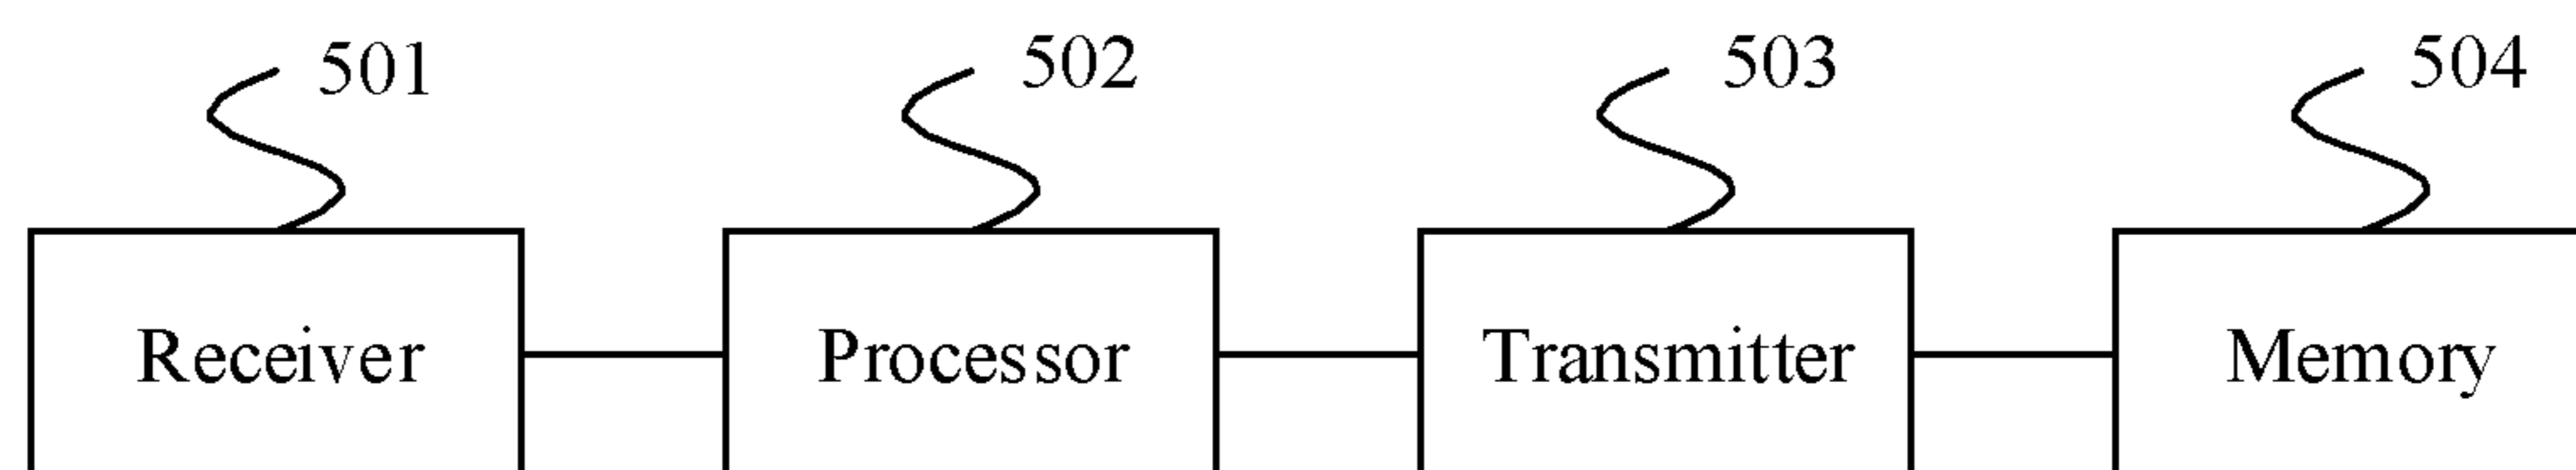 501 502 503 504
Receiver Processor Transmitter Memory